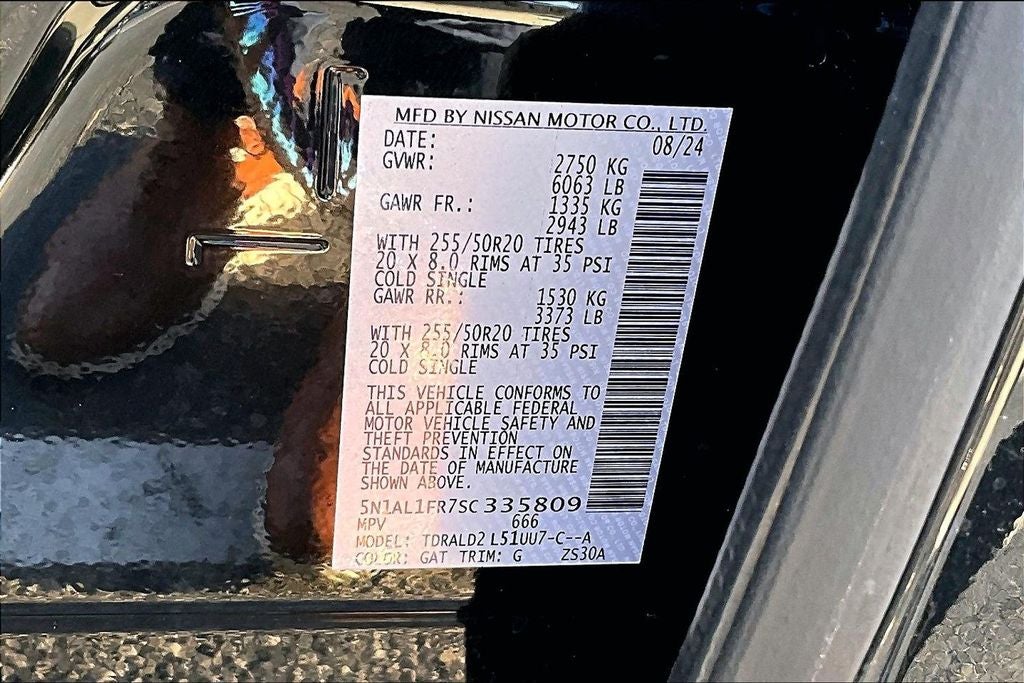 MFD BY NISSAN MOTOR CO., LTD.
DATE: 08/24
GVWR: 2750 KG
6063 LB
GAWR FR.: 1335 KG
2943 LB
WITH 255/50R20 TIRES
20 X 8.0 RIMS AT 35 PSI
COLD SINGLE
GAWR RR.: 1530 KG
3373 LB
WITH 255/50R20 TIRES
20 X 8.0 RIMS AT 35 PSI
COLD SINGLE
THIS VEHICLE CONFORMS TO
ALL APPLICABLE FEDERAL
MOTOR VEHICLE SAFETY AND
THEFT PREVENTION
STANDARDS IN EFFECT ON
THE DATE OF MANUFACTURE
SHOWN ABOVE.
5N1AL1FR7SC335809
MPV 666
MODEL: TDRALD2 L51UU7-C--A
COLOR: GAT TRIM: G ZS30A